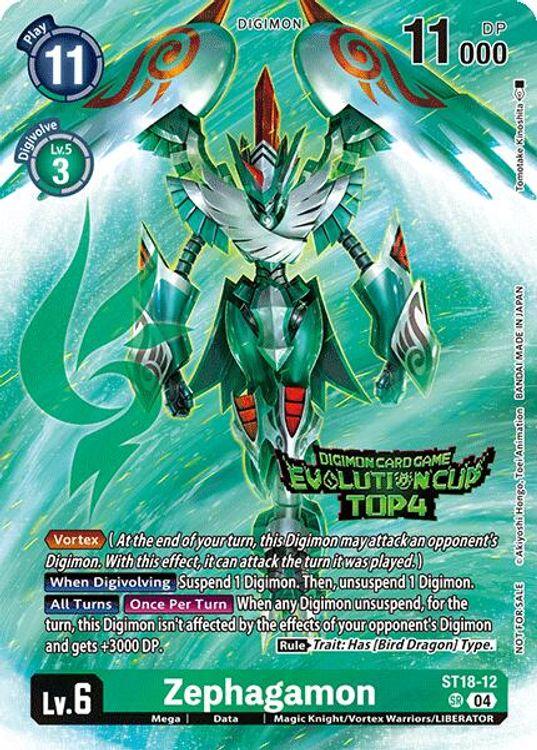 DIGIMON
Play
11
11000
DP
Digivolve
Lv.5
3
Tomotake Kinoshita
©Akiyoshi Hongo, Toei Animation BANDAI MADE IN JAPAN
NOT FOR SALE
DIGIMON CARD GAME
EVOLUTION CUP
TOP4
Vortex (At the end of your turn, this Digimon may attack an opponent's
Digimon. With this effect, it can attack the turn it was played.)
When Digivolving Suspend 1 Digimon. Then, unsuspend 1 Digimon.
All Turns Once Per Turn When any Digimon unsuspend, for the
turn, this Digimon isn't affected by the effects of your opponent's Digimon
and gets +3000 DP.
Rule Trait: Has [Bird Dragon] Type.
Lv.6
Zephagamon
ST18-12
SR 04
Mega | Data | Magic Knight/Vortex Warriors/LIBERATOR